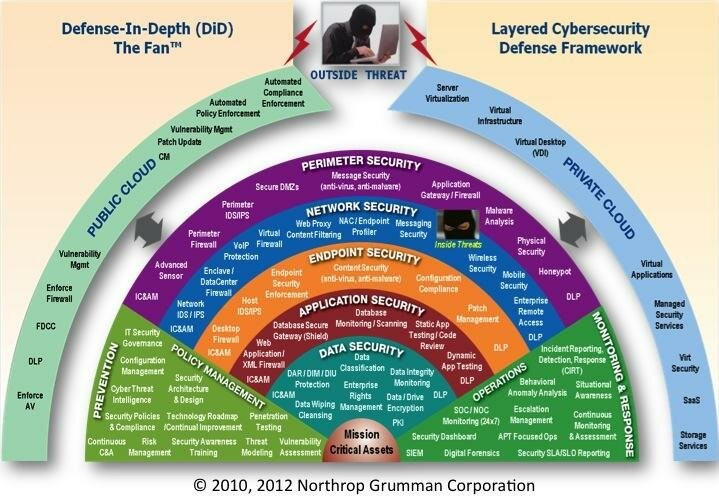 Defense-In-Depth (DiD)
The Fan™
Layered Cybersecurity
Defense Framework
OUTSIDE THREAT
PUBLIC CLOUD
Automated
Compliance
Enforcement
Automated
Policy Enforcement
Vulnerability Mgmt
Patch Update
CM
Vulnerability
Mgmt
Enforce
Firewall
FDCC
DLP
Enforce
AV
PRIVATE CLOUD
Server
Virtualization
Virtual
Infrastructure
Virtual Desktop
(VDI)
Virtual
Applications
Managed
Security
Services
Virt
Security
SaaS
Storage
Services
PERIMETER SECURITY
Secure DMZs
Message Security
(anti-virus, anti-malware)
Application
Gateway / Firewall
Perimeter
IDS/IPS
Malware
Analysis
Perimeter
Firewall
Physical
Security
Advanced
Sensor
Honeypot
IC&AM
DLP
NETWORK SECURITY
Web Proxy
Content Filtering
NAC / Endpoint
Profiler
Messaging
Security
Inside Threats
Virtual
Firewall
VoIP
Protection
Wireless
Security
Enclave /
DataCenter
Firewall
Mobile
Security
Network
IDS / IPS
Enterprise
Remote
Access
IC&AM
DLP
ENDPOINT SECURITY
Content Security
(anti-virus, anti-malware)
Endpoint
Security
Enforcement
Configuration
Compliance
Host
IDS/IPS
Patch
Management
Desktop
Firewall
IC&AM
DLP
APPLICATION SECURITY
Database
Monitoring / Scanning
Database Secure
Gateway (Shield)
Static App
Testing / Code
Review
Web
Application /
XML Firewall
Dynamic
App Testing
IC&AM
DLP
DATA SECURITY
Data
Classification
DAR / DIM / DIU
Protection
Data Integrity
Monitoring
Enterprise
Rights
Management
Data Wiping
Cleansing
Data / Drive
Encryption
IC&AM
DLP
PKI
Mission
Critical Assets
PREVENTION
POLICY MANAGEMENT
IT Security
Governance
Configuration
Management
Cyber Threat
Intelligence
Security
Architecture
& Design
Security Policies
& Compliance
Technology Roadmap
/Continual Improvement
Penetration
Testing
Continuous
C&A
Risk
Management
Security Awareness
Training
Threat
Modeling
Vulnerability
Assessment
OPERATIONS
MONITORING & RESPONSE
Incident Reporting,
Detection, Response
(CIRT)
Behavioral
Anomaly Analysis
Situational
Awareness
SOC / NOC
Monitoring (24x7)
Escalation
Management
Continuous
Monitoring
& Assessment
Security Dashboard
APT Focused Ops
SIEM
Digital Forensics
Security SLA/SLO Reporting
© 2010, 2012 Northrop Grumman Corporation